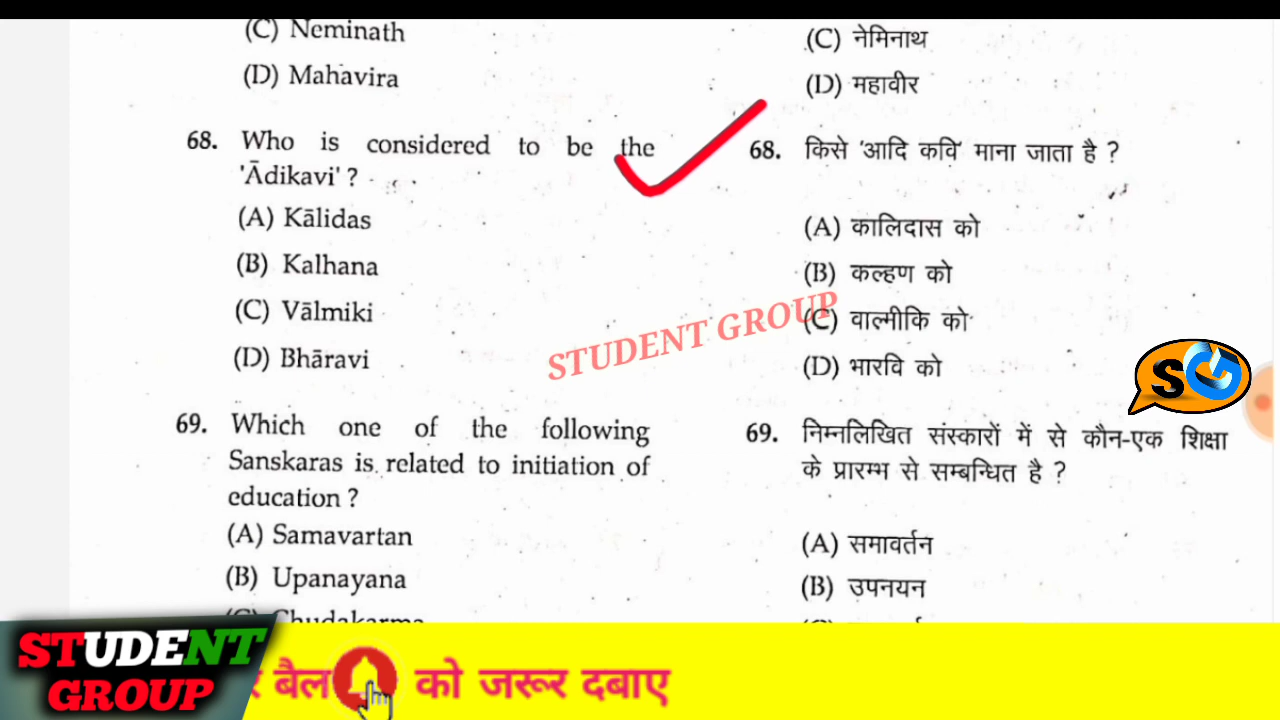 (C) Neminath
(D) Mahavira
68. Who is considered to be the
'Ādikavi' ?
(A) Kālidas
(B) Kalhana
(C) Vālmiki
(D) Bhāravi
69. Which one of the following
Sanskaras is related to initiation of
education ?
(A) Samavartan
(B) Upanayana
(C) Chudakarma
(C) नेमिनाथ
(D) महावीर
68. किसे 'आदि कवि' माना जाता है ?
(A) कालिदास को
(B) कल्हण को
(C) वाल्मीकि को
(D) भारवि को
69. निम्नलिखित संस्कारों में से कौन-एक शिक्षा
के प्रारम्भ से सम्बन्धित है ?
(A) समावर्तन
(B) उपनयन
STUDENT GROUP
SG
STUDENT
GROUP
बैल को जरूर दबाए